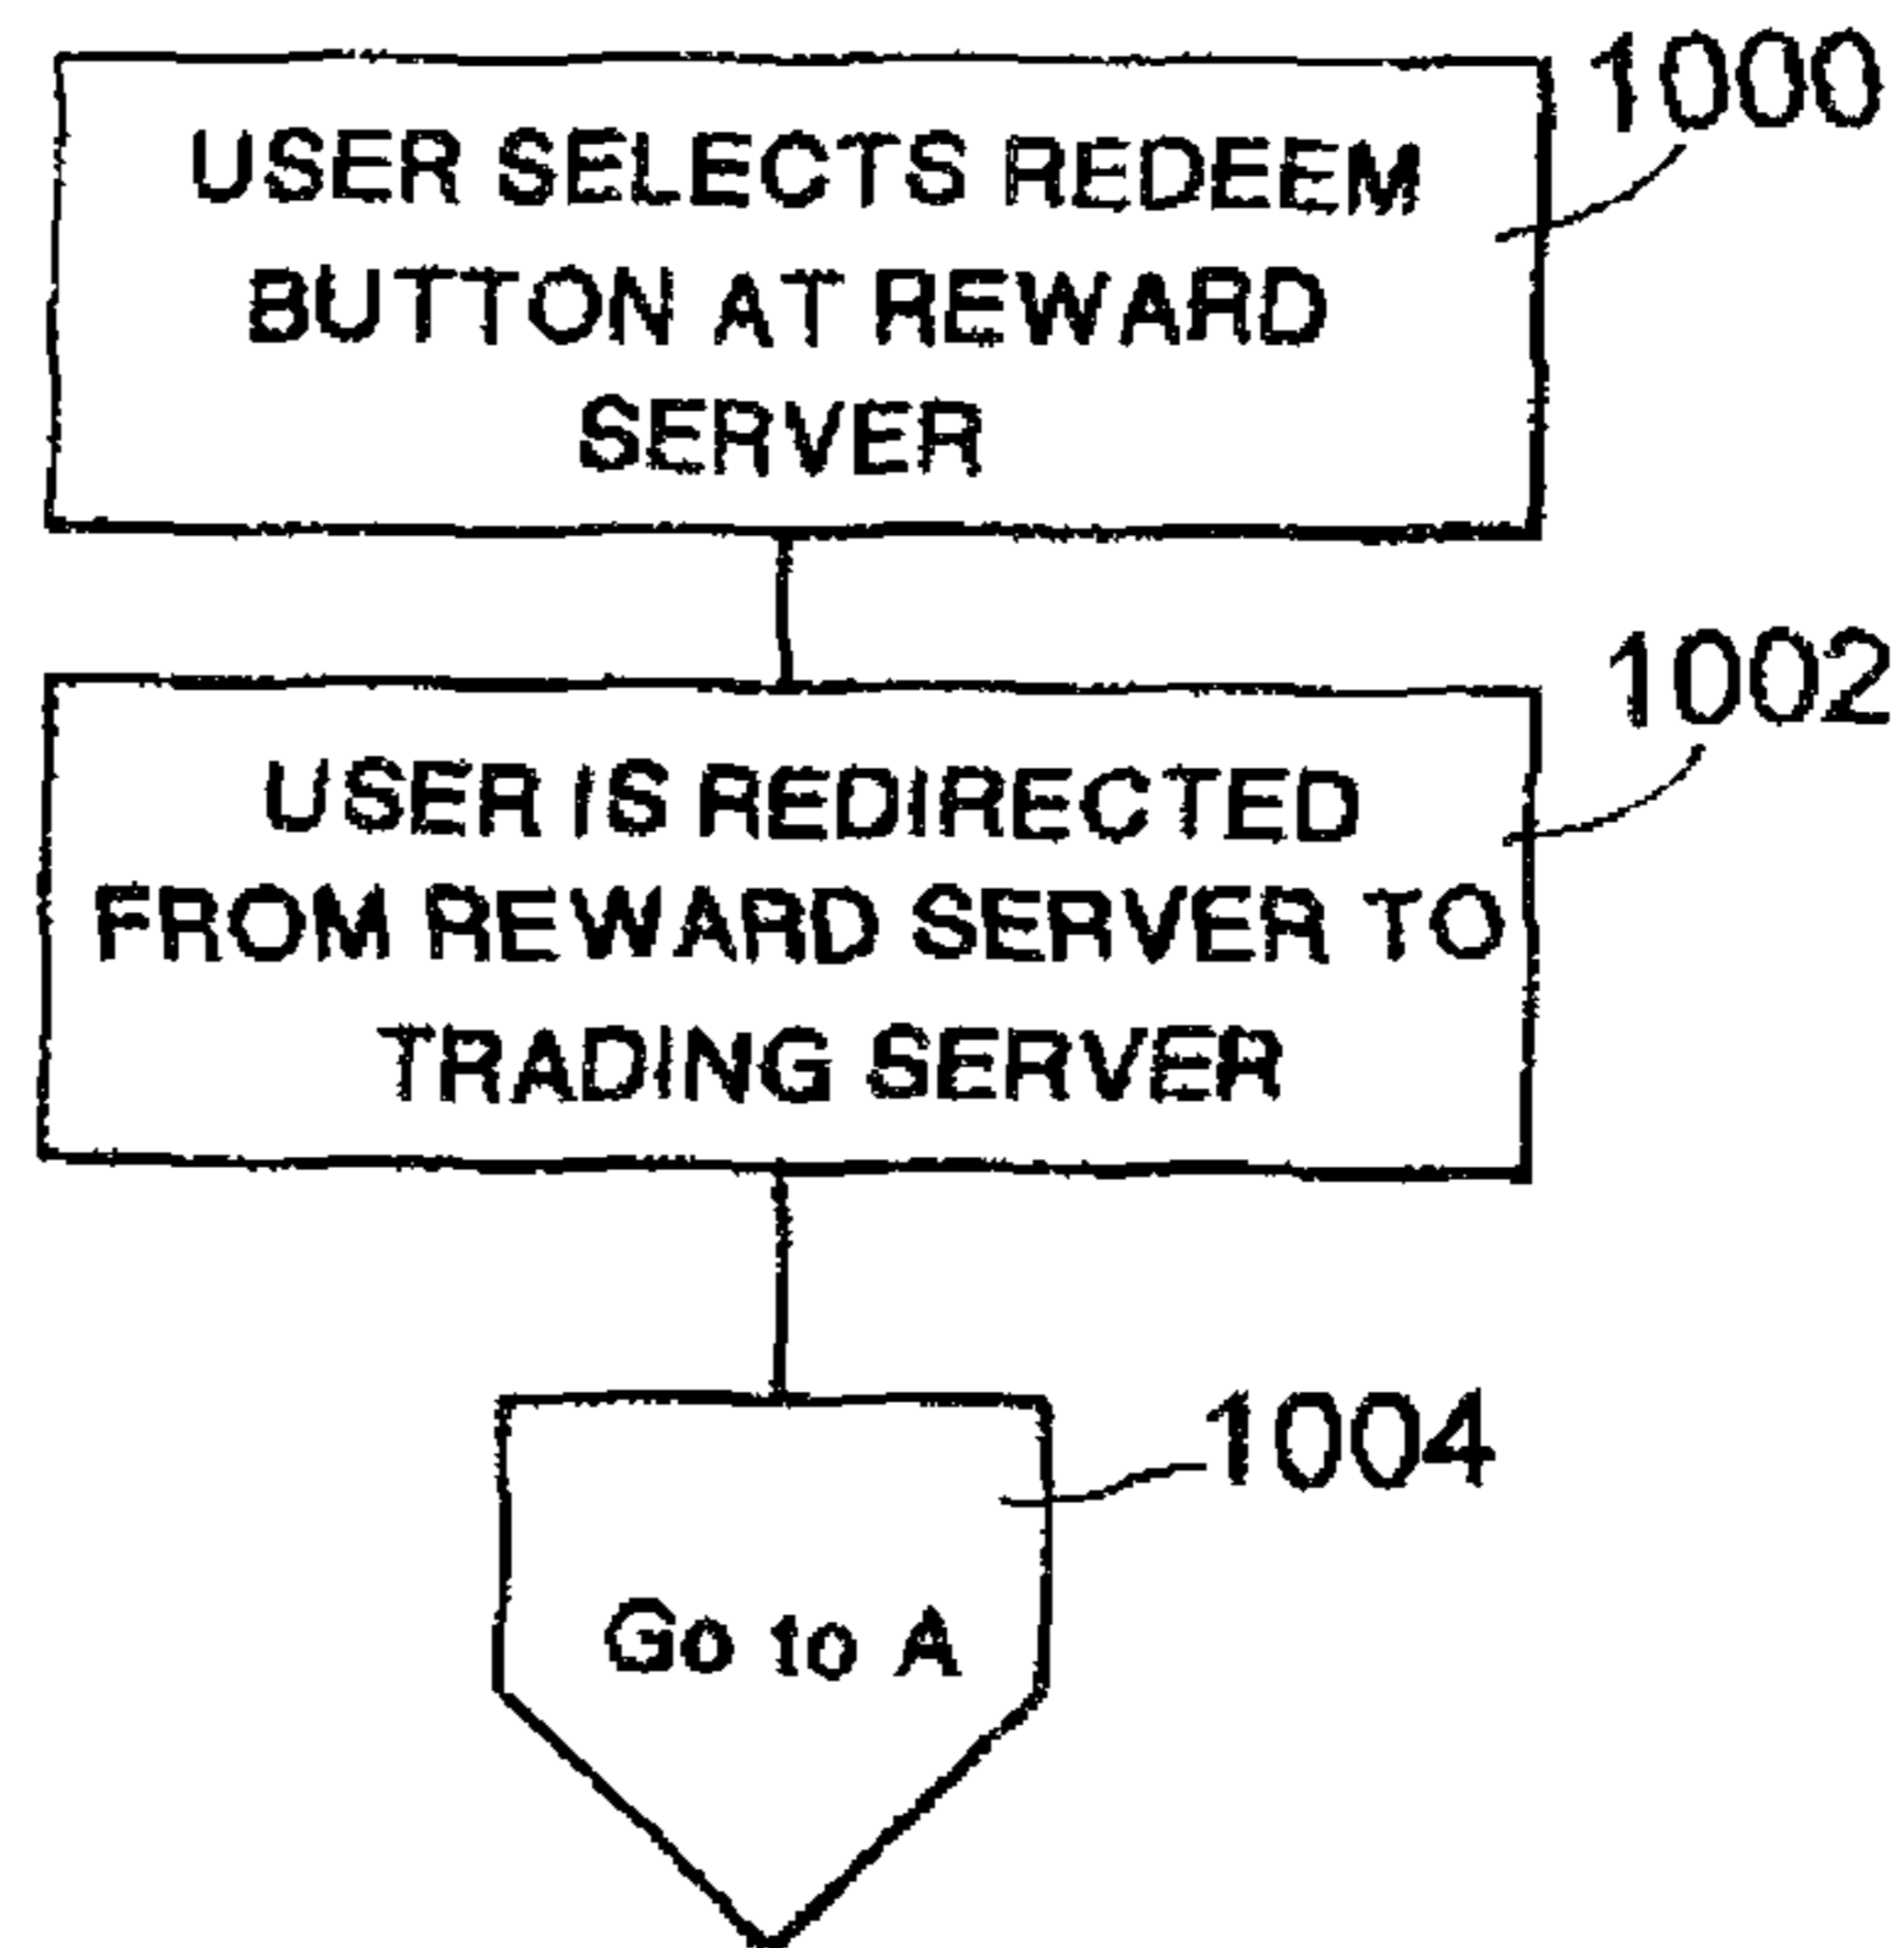 1000
USER SELECTS REDEEM
BUTTON AT REWARD
SERVER
1002
USER IS REDIRECTED
FROM REWARD SERVER TO
TRADING SERVER
1004
Go to A